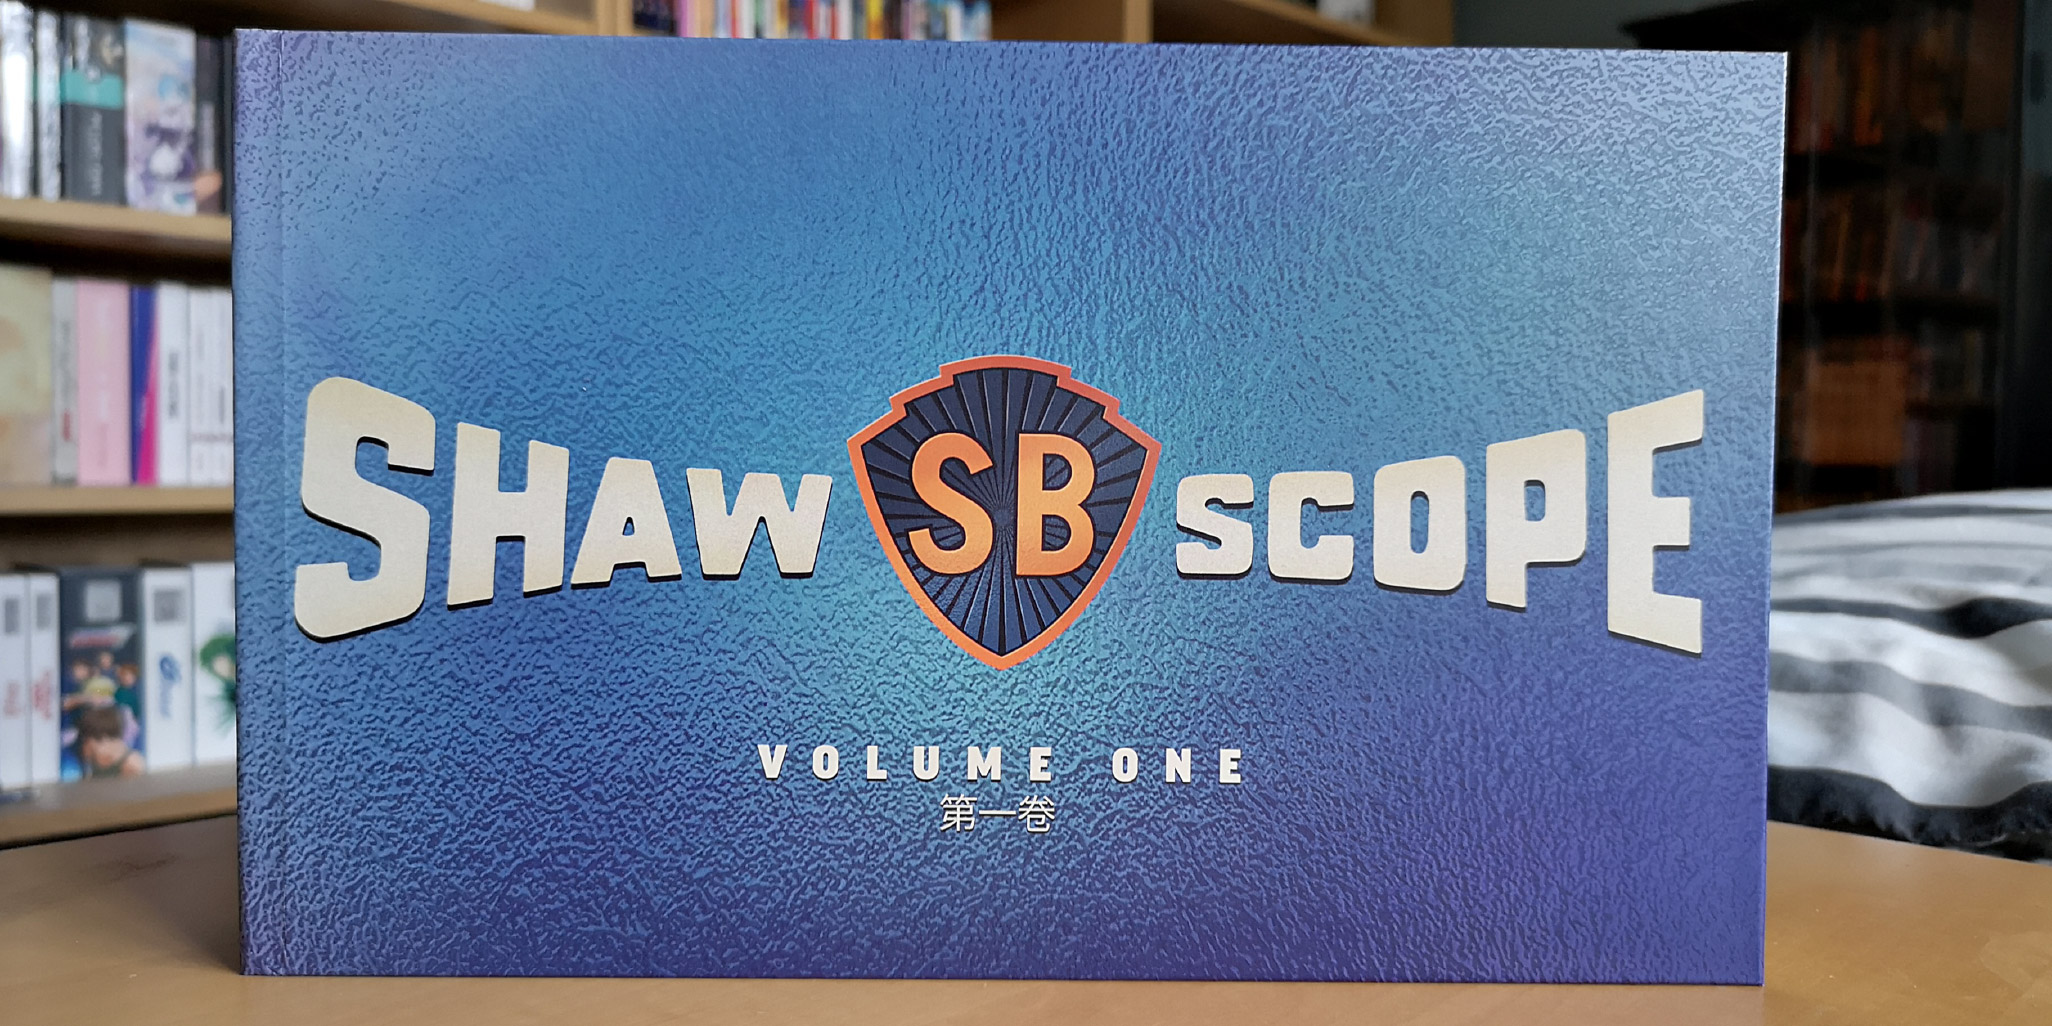 SHAW SB SCOPE
VOLUME ONE
第一卷